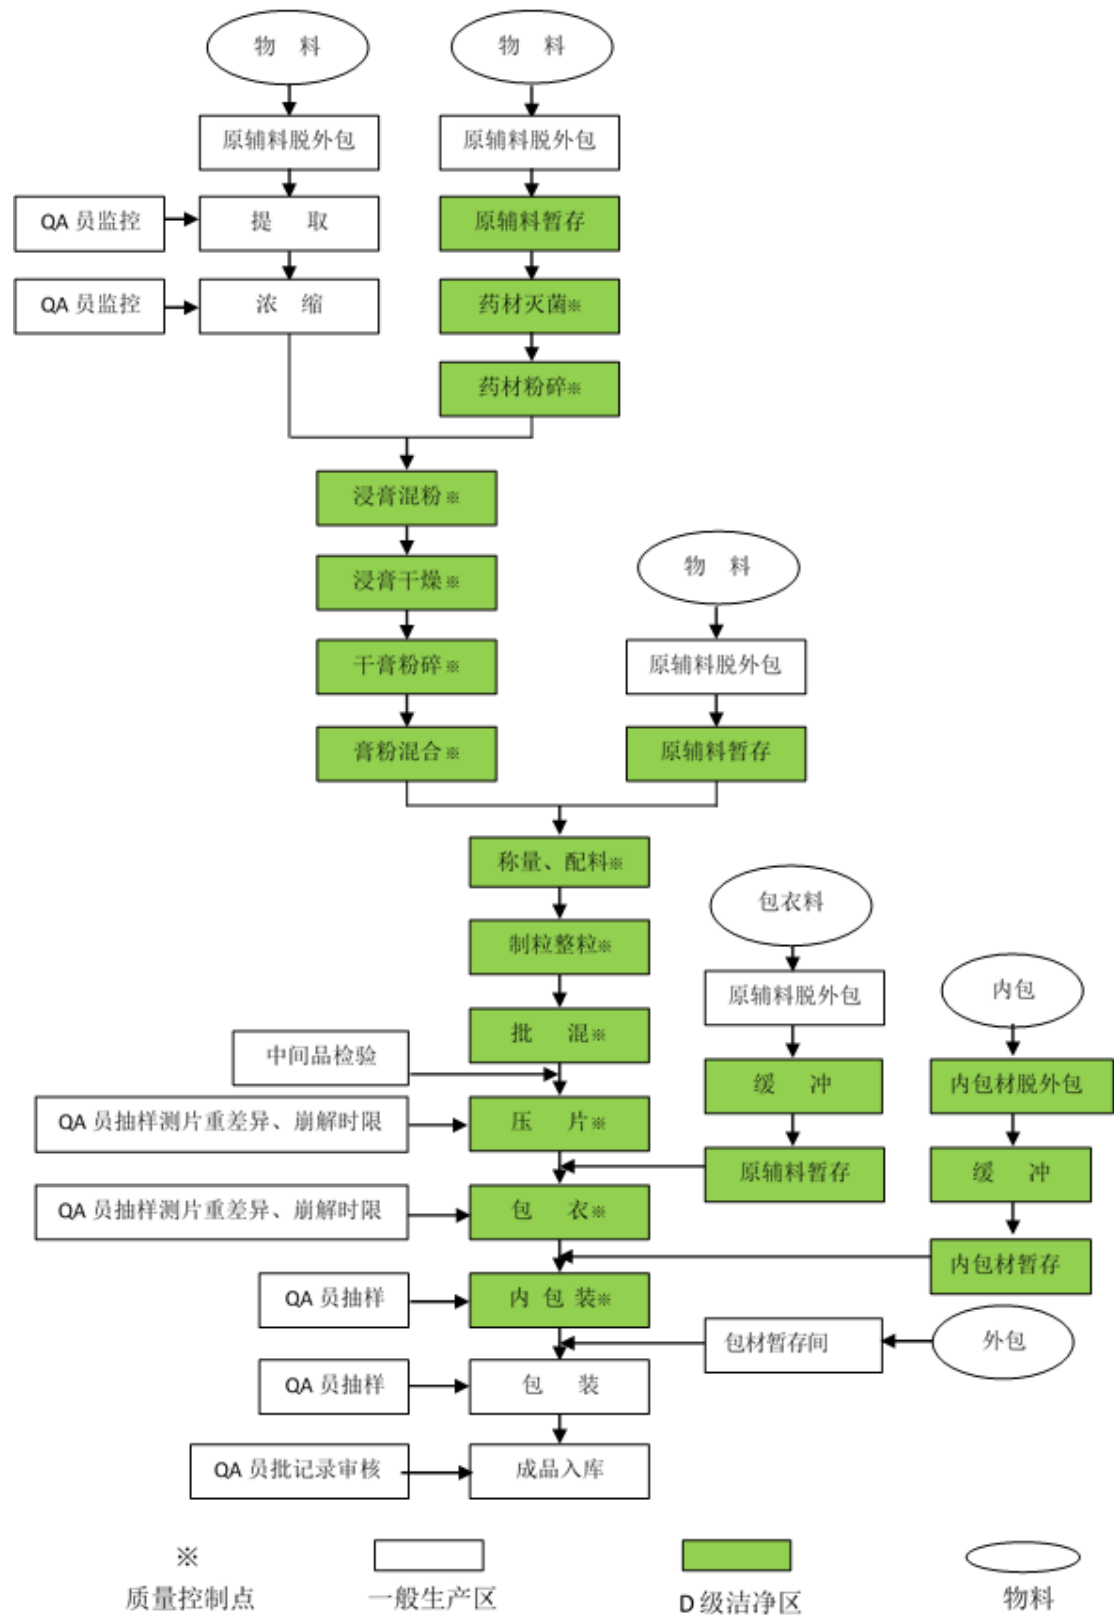 物 料
物 料
原辅料脱外包
原辅料脱外包
QA 员监控
提 取
原辅料暂存
QA 员监控
浓 缩
药材灭菌※
药材粉碎※
浸膏混粉※
浸膏干燥※
物 料
干膏粉碎※
原辅料脱外包
膏粉混合※
原辅料暂存
称量、配料※
包衣料
制粒整粒※
原辅料脱外包
内包
批 混※
中间品检验
缓 冲
内包材脱外包
QA 员抽样测片重差异、崩解时限
压 片※
原辅料暂存
缓 冲
QA 员抽样测片重差异、崩解时限
包 衣※
内包材暂存
QA 员抽样
内 包 装※
包材暂存间
外包
QA 员抽样
包 装
QA 员批记录审核
成品入库
※
质量控制点
一般生产区
D 级洁净区
物料